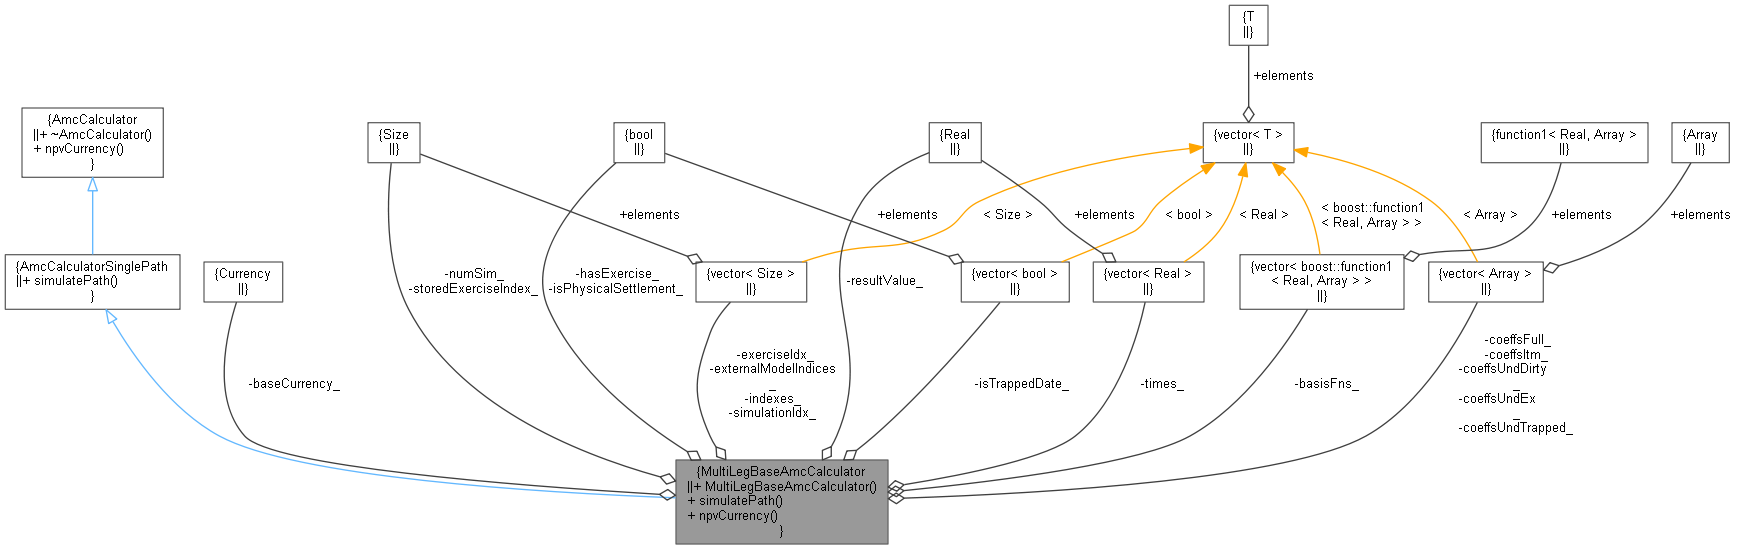 {T
||}
+elements
{AmcCalculator
||+ ~AmcCalculator()
+ npvCurrency()
}
{Size
||}
{bool
||}
{Real
||}
{vector< T >
||}
{function1< Real, Array >
||}
{Array
||}
+elements
+elements
+elements
+elements
+elements
< Size >
< bool >
< Real >
< boost::function1
< Real, Array > >
< Array >
{AmcCalculatorSinglePath
||+ simulatePath()
}
{Currency
||}
-numSim_
-storedExerciseIndex_
-hasExercise_
-isPhysicalSettlement_
{vector< Size >
||}
-resultValue_
{vector< bool >
||}
{vector< Real >
||}
{vector< boost::function1
< Real, Array > >
||}
{vector< Array >
||}
-baseCurrency_
-exerciseIdx_
-externalModelIndices
_
-indexes_
-simulationIdx_
-isTrappedDate_
-times_
-basisFns_
-coeffsFull_
-coeffsItm_
-coeffsUndDirty
_
-coeffsUndEx
_
-coeffsUndTrapped_
{MultiLegBaseAmcCalculator
||+ MultiLegBaseAmcCalculator()
+ simulatePath()
+ npvCurrency()
}